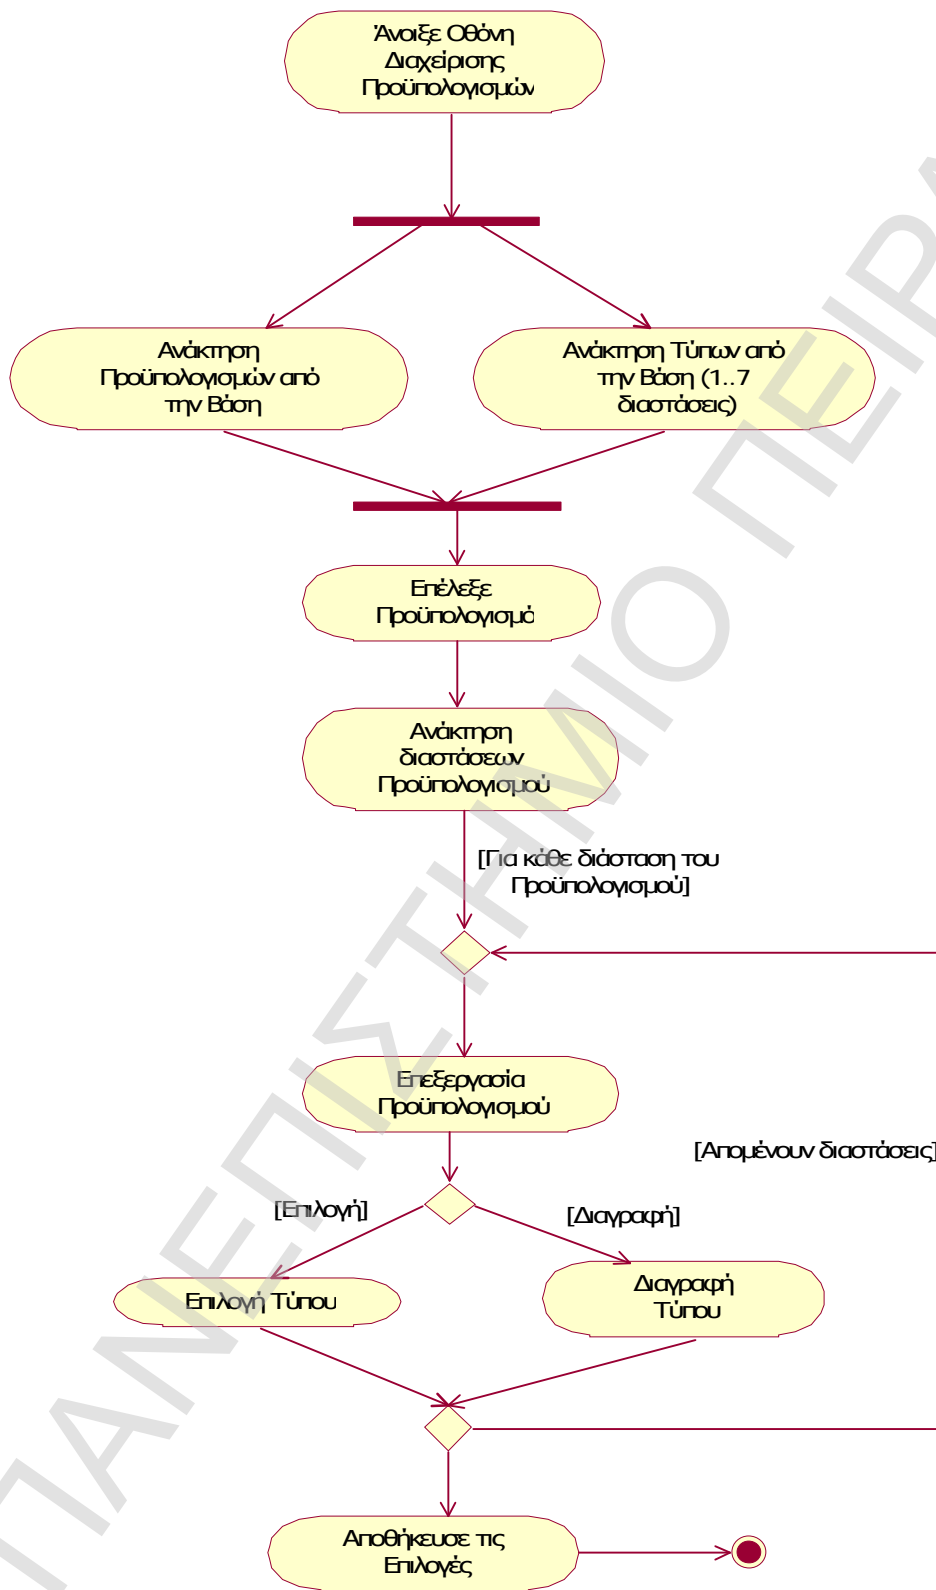 Άνοιξε Οθόνη
Διαχείρισης
Προϋπολογισμών
Ανάκτηση
Προϋπολογισμών από
την Βάση
Ανάκτηση Τύπων από
την Βάση (1..7
διαστάσεις)
Επέλεξε
Προϋπολογισμό
Ανάκτηση
διαστάσεων
Προϋπολογισμού
[Για κάθε διάσταση του
Προϋπολογισμού]
Επεξεργασία
Προϋπολογισμού
[Απομένουν διαστάσεις]
[Επιλογή]
[Διαγραφή]
Επιλογή Τύπου
Διαγραφή
Τύπου
Αποθήκευσε τις
Επιλογές
ΠΑΝΕΠΙΣΤΗΜΙΟ ΠΕΙΡΑ